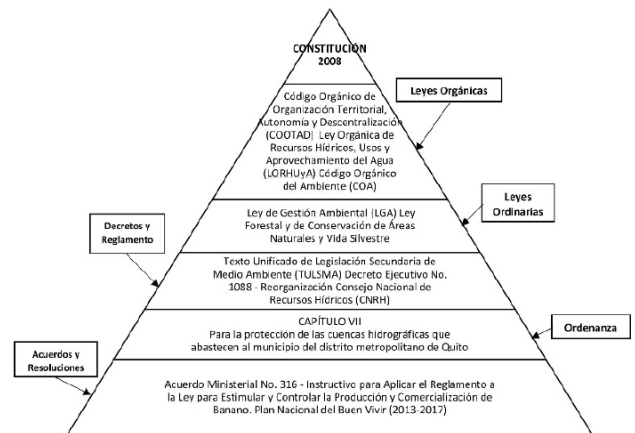 CONSTITUCIÓN
2008
Leyes Orgánicas
Código Orgánico de
Organización Territorial,
Autonomía y Descentralización
(COOTAD) Ley Orgánica de
Recursos Hídricos, Usos y
Aprovechamiento del Agua
(LORHUyA) Código Orgánico
del Ambiente (COA)
Leyes
Ordinarias
Ley de Gestión Ambiental (LGA) Ley
Forestal y de Conservación de Áreas
Naturales y Vida Silvestre
Decretos y
Reglamento
Texto Unificado de Legislación Secundaria de
Medio Ambiente (TULSMA) Decreto Ejecutivo No.
1088 - Reorganización Consejo Nacional de
Recursos Hídricos (CNRH)
Ordenanza
CAPÍTULO VII
Para la protección de las cuencas hidrográficas que
abastecen al municipio del distrito metropolitano de Quito
Acuerdos y
Resoluciones
Acuerdo Ministerial No. 316 - Instructivo para Aplicar el Reglamento a
la Ley para Estimular y Controlar la Producción y Comercialización de
Banano. Plan Nacional del Buen Vivir (2013-2017)